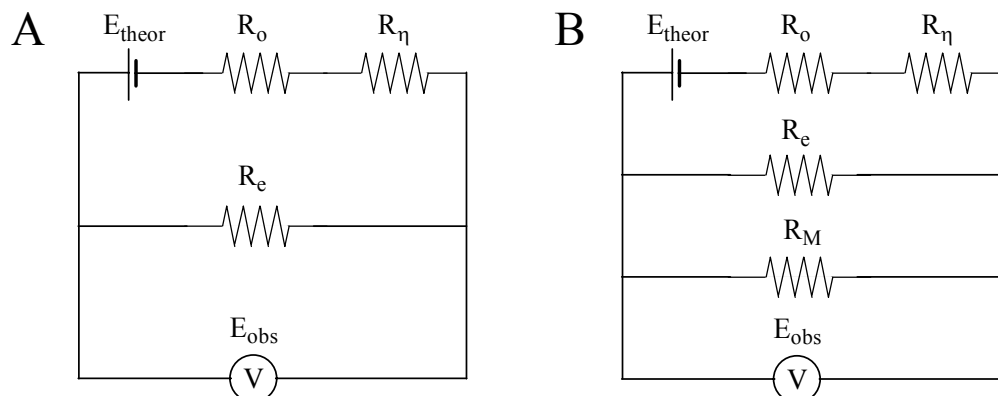 A
E_theor
R_o
R_η
R_e
E_obs
V
B
E_theor
R_o
R_η
R_e
R_M
E_obs
V